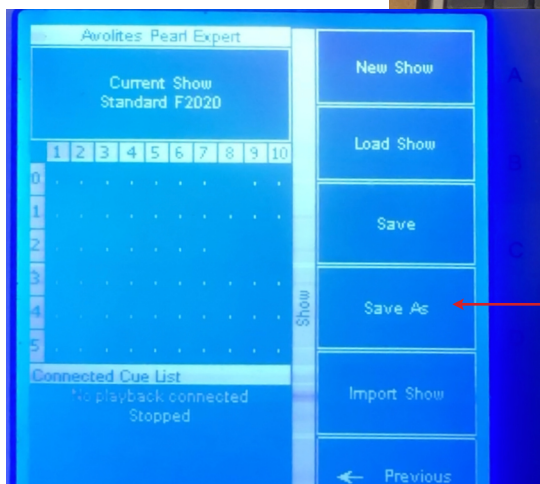 Avolites Pearl Expert
Current Show
Standard F2020
1 2 3 4 5 6 7 8 9 10
0
1
2
3
4
5
Connected Cue List
No playback connected
Stopped
Show
New Show
Load Show
Save
Save As
Import Show
← Previous
A
B
C
D